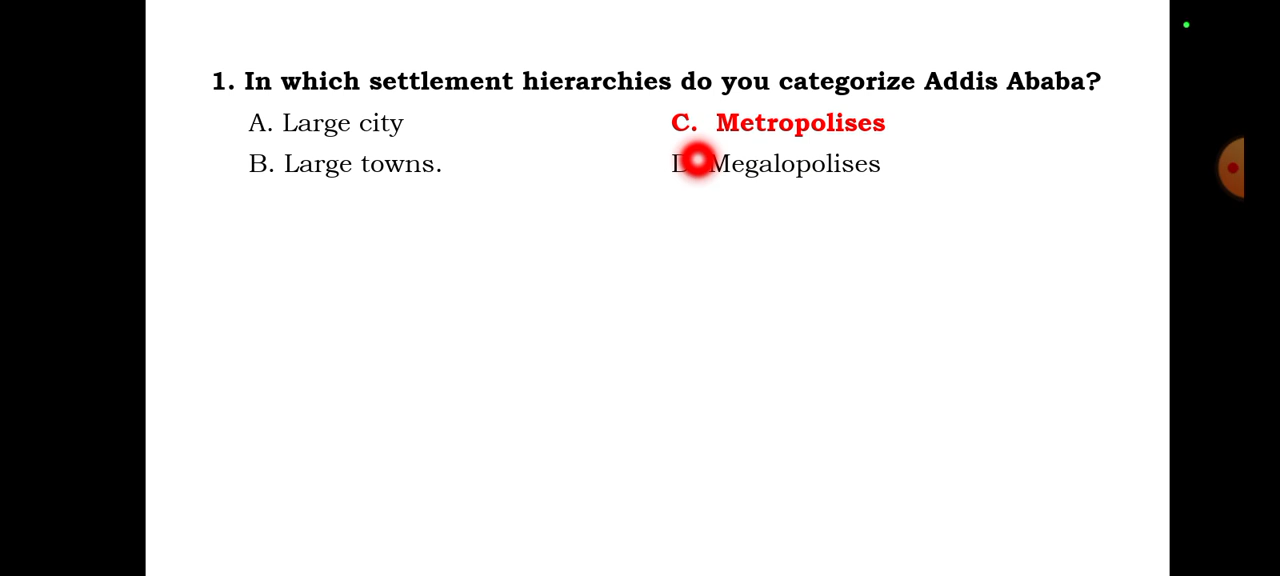 1. In which settlement hierarchies do you categorize Addis Ababa?
A. Large city
C. Metropolises
B. Large towns.
D Megalopolises